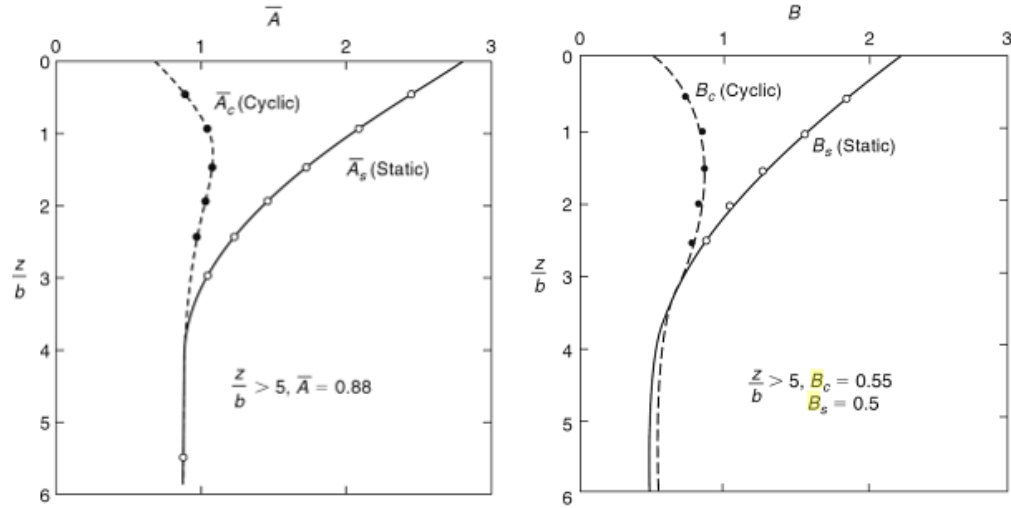 A̅
0
1
2
3
0
1
2
3
4
5
6
z/b
A̅c (Cyclic)
A̅s (Static)
z/b > 5, A̅ = 0.88
B
0
1
2
3
0
1
2
3
4
5
6
z/b
Bc (Cyclic)
Bs (Static)
z/b > 5, Bc = 0.55
Bs = 0.5